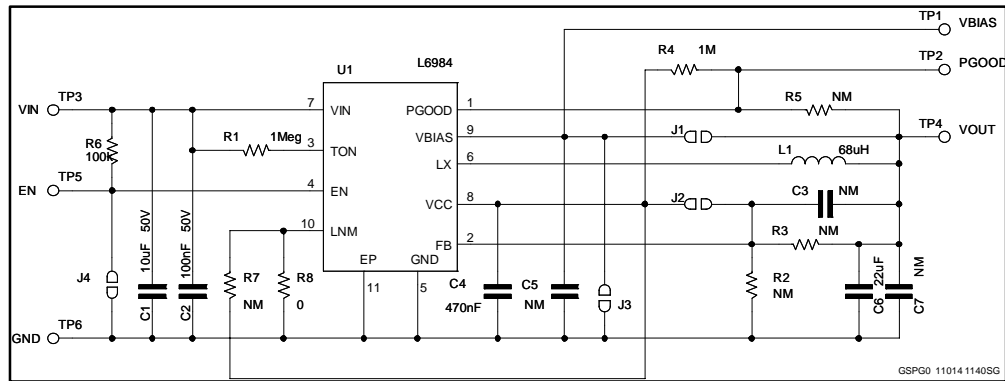 TP1 VBIAS
R4 1M
TP2 PGOOD
U1 L6984
VIN TP3
7 VIN
PGOOD 1
R5 NM
R6 100k
R1 1Meg
3 TON
VBIAS 9
J1
TP4 VOUT
LX 6
L1 68uH
EN TP5
4 EN
VCC 8
J2
C3 NM
10 LNM
FB 2
R3 NM
EP GND
11 5
J4
C1 10uF 50V
C2 100nF 50V
R7 NM
R8 0
C4 470nF
C5 NM
J3
R2 NM
C6 22uF
C7 NM
GND TP6
GSPG0 11014 1140SG